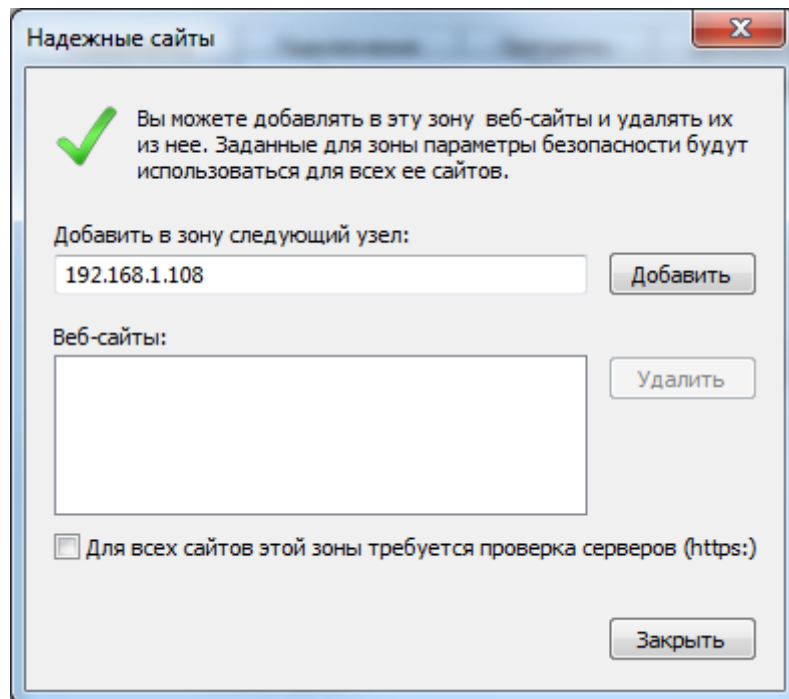 Надежные сайты
Вы можете добавлять в эту зону веб-сайты и удалять их
из нее. Заданные для зоны параметры безопасности будут
использоваться для всех ее сайтов.
Добавить в зону следующий узел:
192.168.1.108
Добавить
Веб-сайты:
Удалить
Для всех сайтов этой зоны требуется проверка серверов (https:)
Закрыть